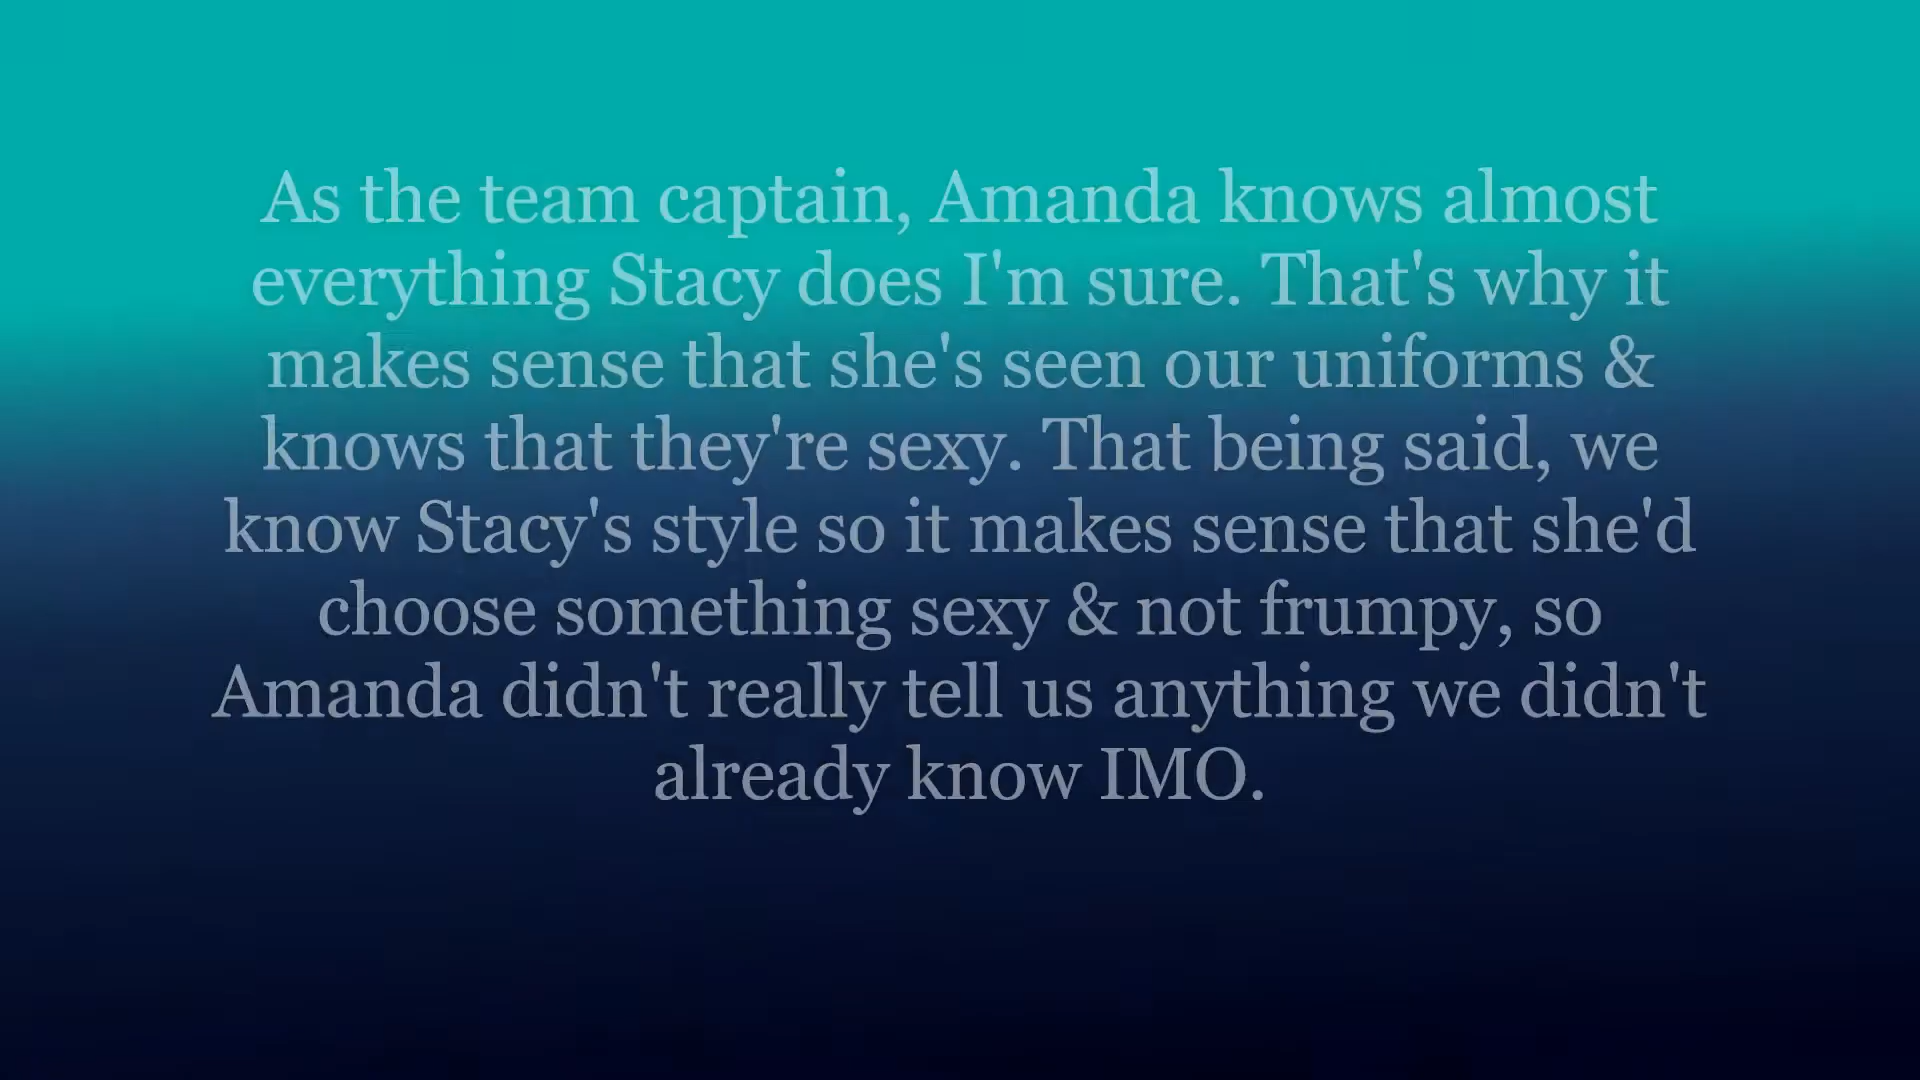 As the team captain, Amanda knows almost
everything Stacy does I'm sure. That's why it
makes sense that she's seen our uniforms &
knows that they're sexy. That being said, we
know Stacy's style so it makes sense that she'd
choose something sexy & not frumpy, so
Amanda didn't really tell us anything we didn't
already know IMO.